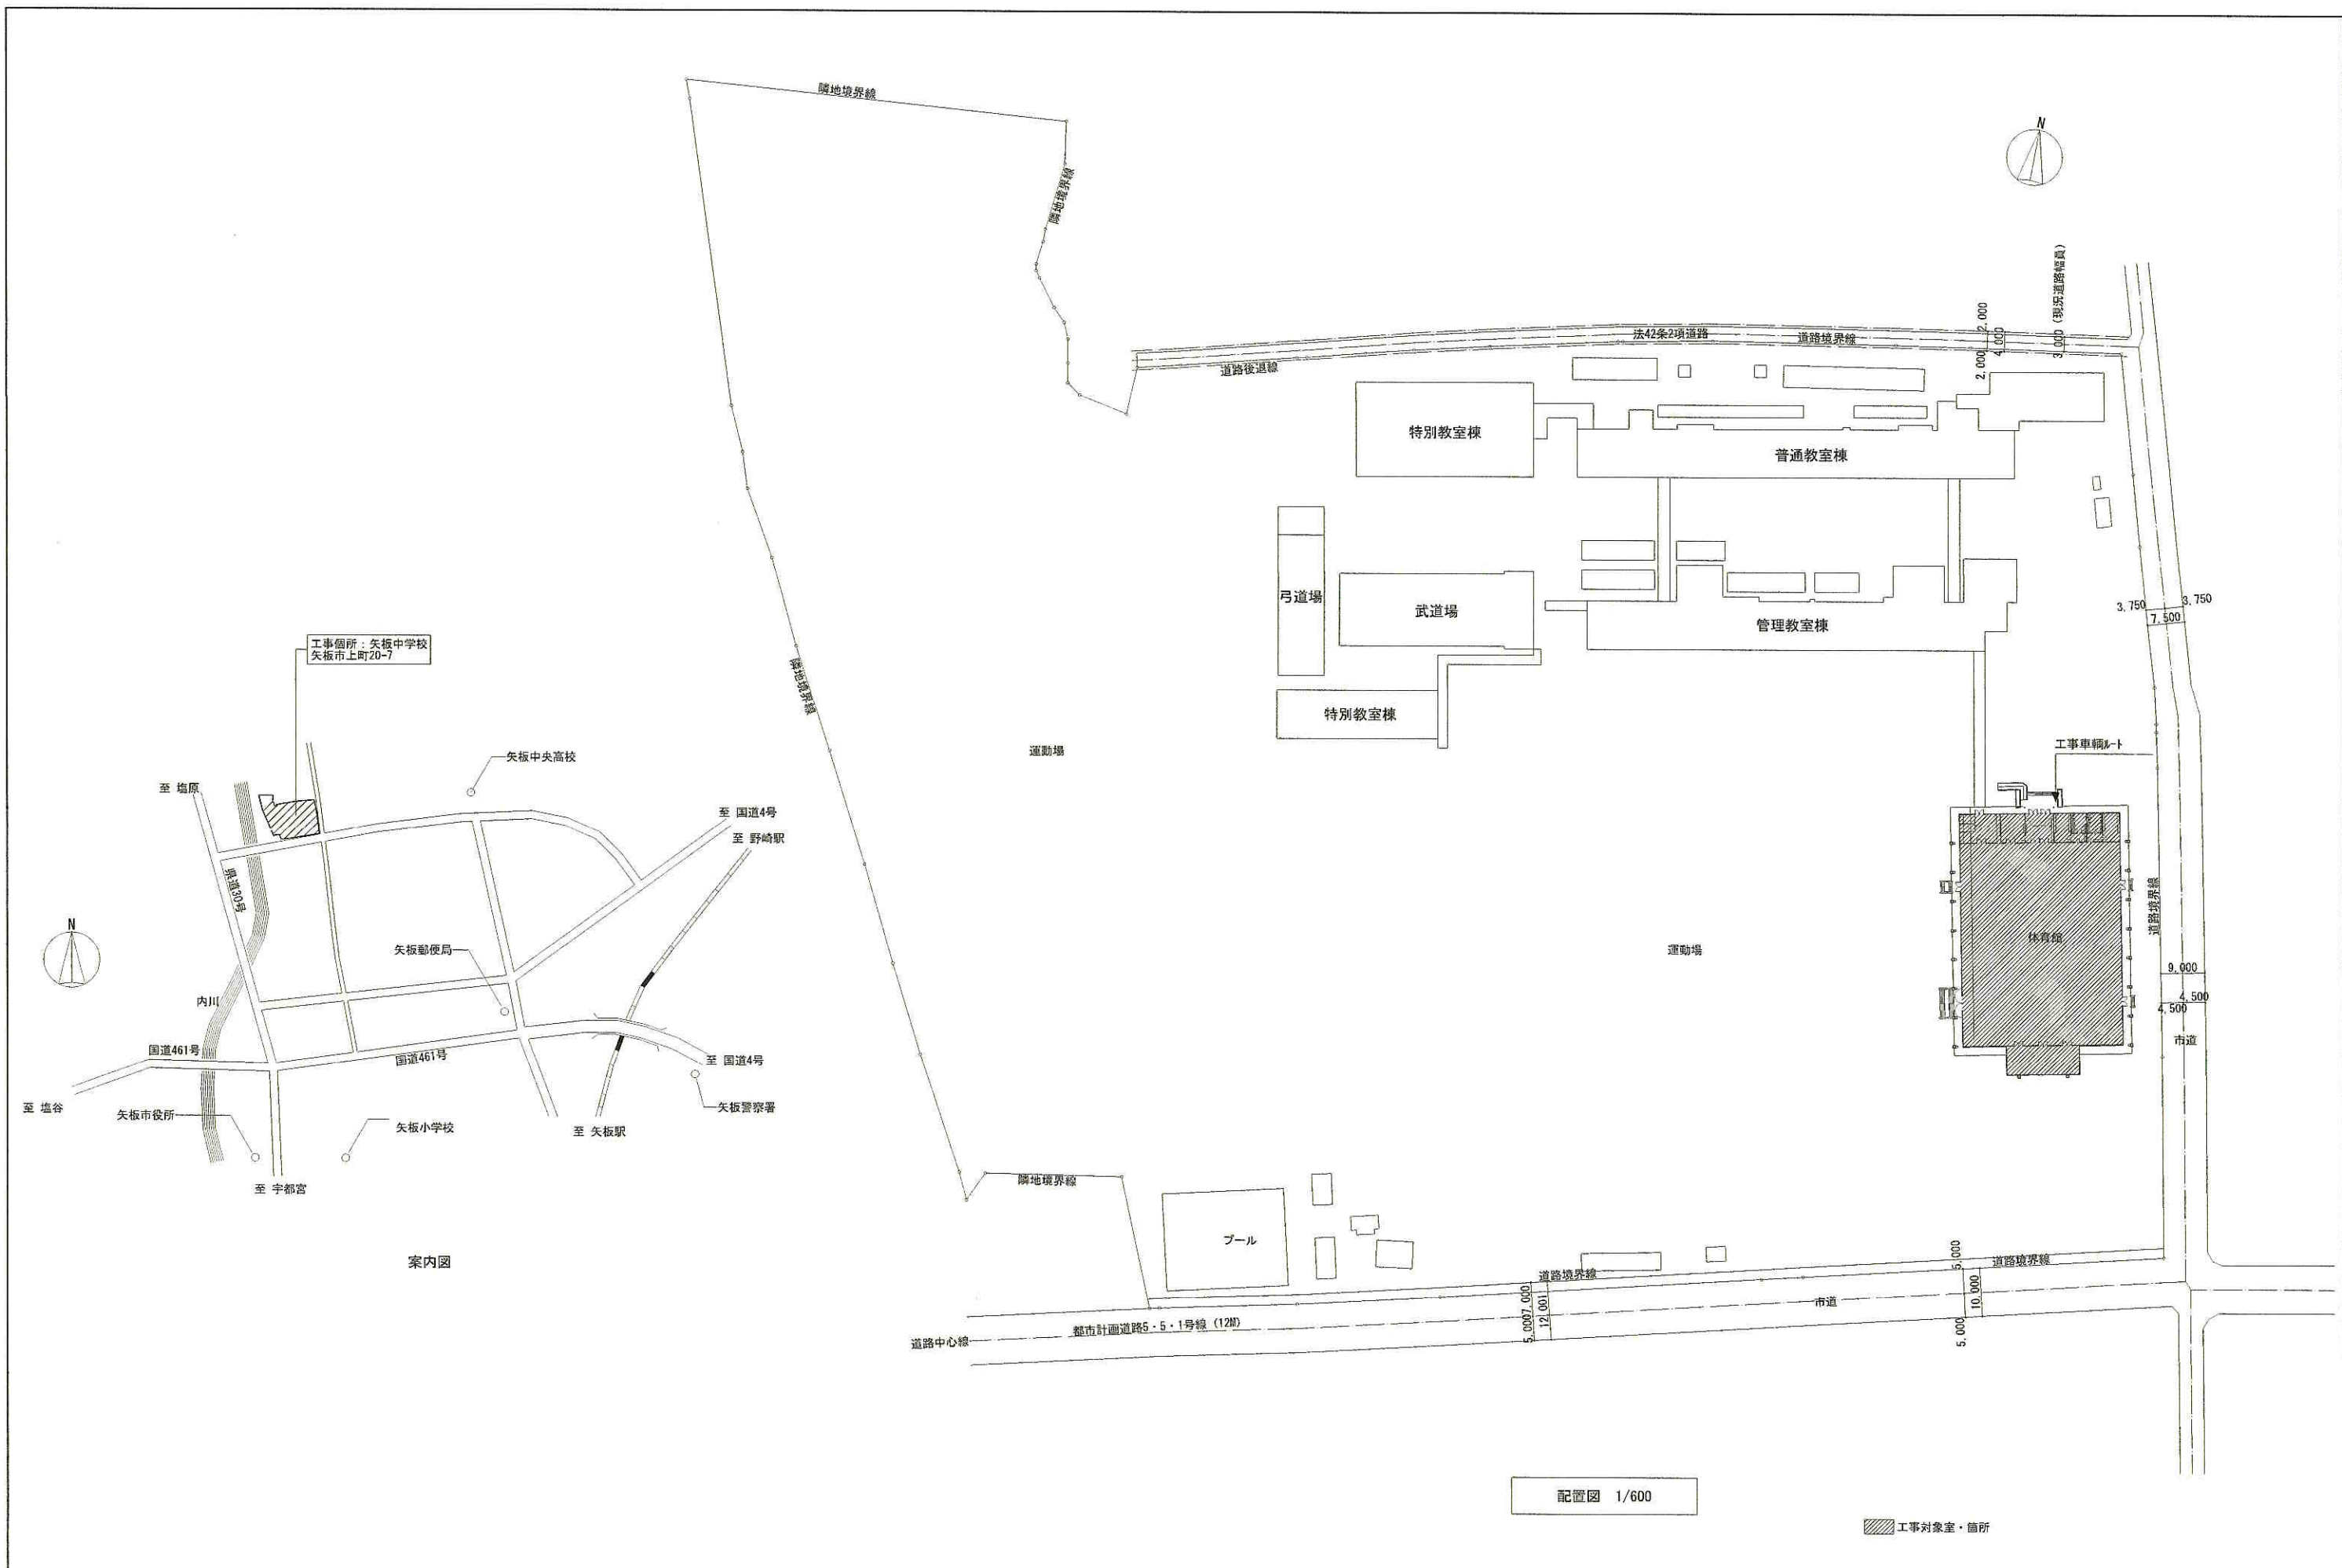 隣地境界線
N
隣地境界線
3,000 (現況道路幅員)
2,000
4,000
2,000
法42条2項道路
道路境界線
道路後退線
特別教室棟
普通教室棟
弓道場
武道場
管理教室棟
3,750
3,750
7,500
特別教室棟
隣地境界線
運動場
工事車輌ルート
運動場
体育館
道路境界線
9,000
4,500
4,500
市道
工事個所：矢板中学校
矢板市上町20-7
矢板中央高校
至 塩原
至 国道4号
至 野崎駅
県道30号
N
矢板郵便局
内川
国道461号
国道461号
至 国道4号
至 塩谷
矢板市役所
矢板小学校
矢板警察署
至 矢板駅
至 宇都宮
案内図
隣地境界線
プール
道路境界線
5,000
道路境界線
7,000
12,001
5,000
10,000
5,000
市道
都市計画道路5・5・1号線 (12M)
道路中心線
配置図 1/600
工事対象室・箇所